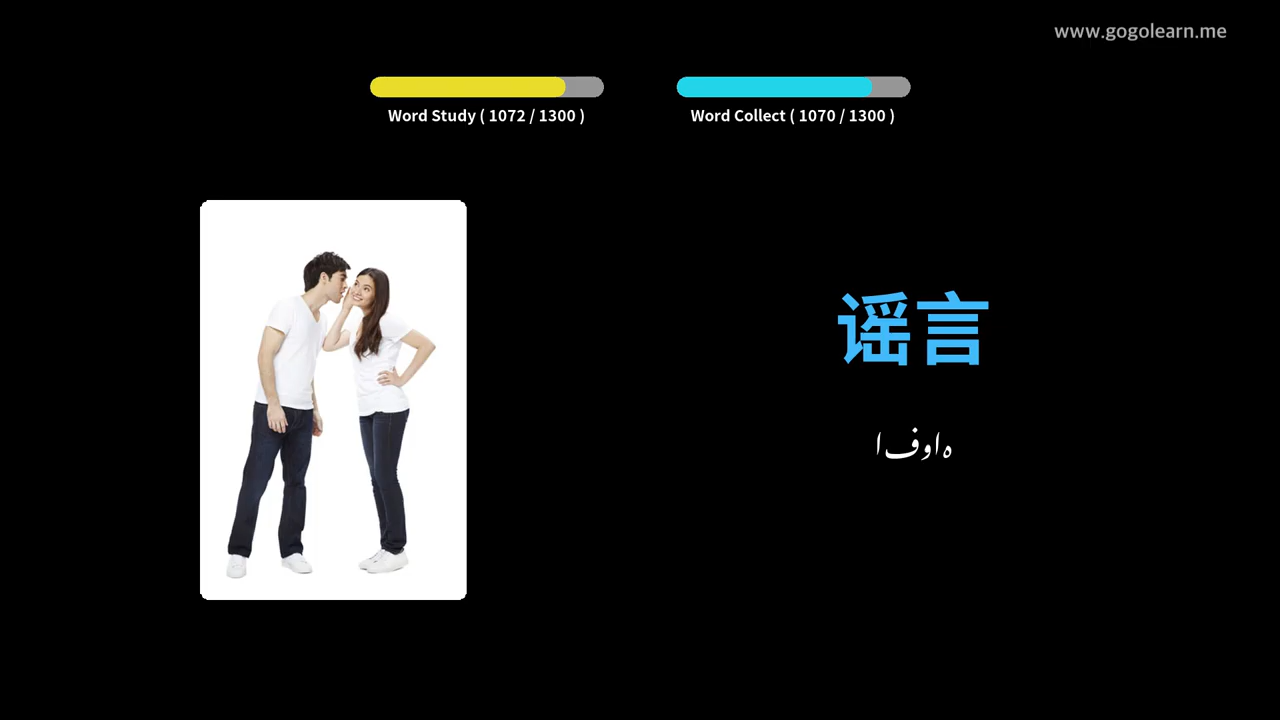 www.gogolearn.me
Word Study ( 1072 / 1300 )
Word Collect ( 1070 / 1300 )
谣言
افواہ